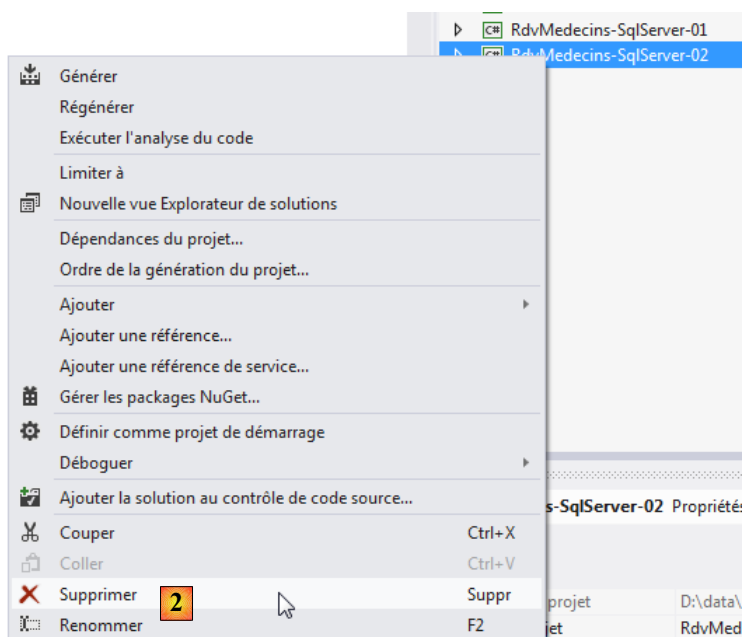 RdvMedecins-SqlServer-01
RdvMedecins-SqlServer-02
Générer
Régénérer
Exécuter l'analyse du code
Limiter à
Nouvelle vue Explorateur de solutions
Dépendances du projet...
Ordre de la génération du projet...
Ajouter
Ajouter une référence...
Ajouter une référence de service...
Gérer les packages NuGet...
Définir comme projet de démarrage
Déboguer
Ajouter la solution au contrôle de code source...
s-SqlServer-02 Propriétés
Couper Ctrl+X
Coller Ctrl+V
Supprimer 2 Suppr
projet D:\data\
Renommer F2
jet RdvMed